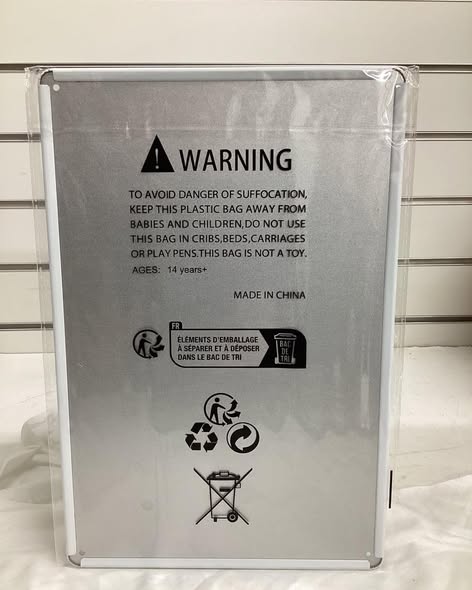 WARNING
TO AVOID DANGER OF SUFFOCATION,
KEEP THIS PLASTIC BAG AWAY FROM
BABIES AND CHILDREN,DO NOT USE
THIS BAG IN CRIBS,BEDS,CARRIAGES
OR PLAY PENS.THIS BAG IS NOT A TOY.
AGES: 14 years+
MADE IN CHINA
FR
ÉLÉMENTS D'EMBALLAGE
À SÉPARER ET À DÉPOSER
DANS LE BAC DE TRI
BAC
DE
TRI